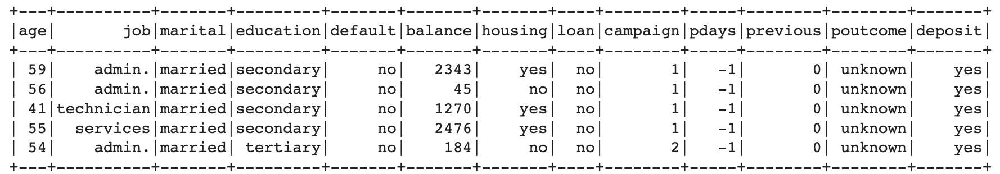 +---+----------+-------+---------+-------+-------+-------+----+--------+-----+--------+--------+-------+
|age|       job|marital|education|default|balance|housing|loan|campaign|pdays|previous|poutcome|deposit|
+---+----------+-------+---------+-------+-------+-------+----+--------+-----+--------+--------+-------+
| 59|    admin.|married|secondary|     no|   2343|    yes|  no|       1|   -1|       0| unknown|    yes|
| 56|    admin.|married|secondary|     no|     45|     no|  no|       1|   -1|       0| unknown|    yes|
| 41|technician|married|secondary|     no|   1270|    yes|  no|       1|   -1|       0| unknown|    yes|
| 55|  services|married|secondary|     no|   2476|    yes|  no|       1|   -1|       0| unknown|    yes|
| 54|    admin.|married| tertiary|     no|    184|     no|  no|       2|   -1|       0| unknown|    yes|
+---+----------+-------+---------+-------+-------+-------+----+--------+-----+--------+--------+-------+